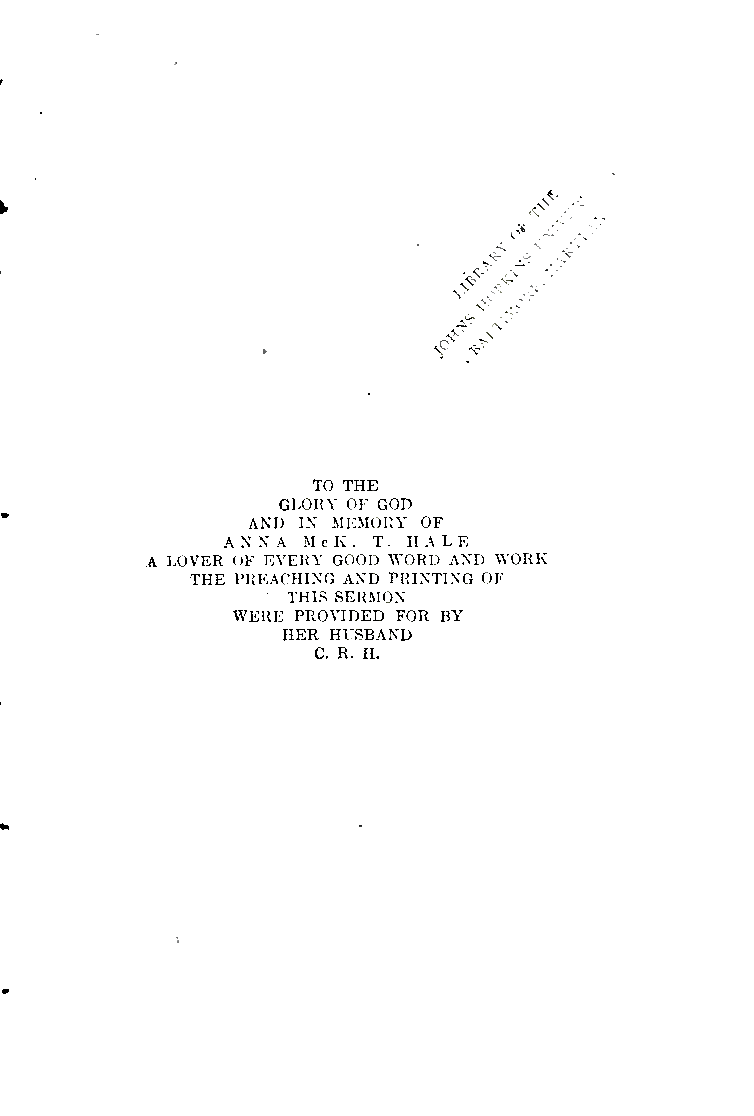 LIBRARY OF THE
JOHNS HOPKINS
BALTIMORE,
TO THE
GLORY OF GOD
AND IN MEMORY OF
ANNA McK. T. HALE
A LOVER OF EVERY GOOD WORD AND WORK
THE PREACHING AND PRINTING OF
THIS SERMON
WERE PROVIDED FOR BY
HER HUSBAND
C. R. H.